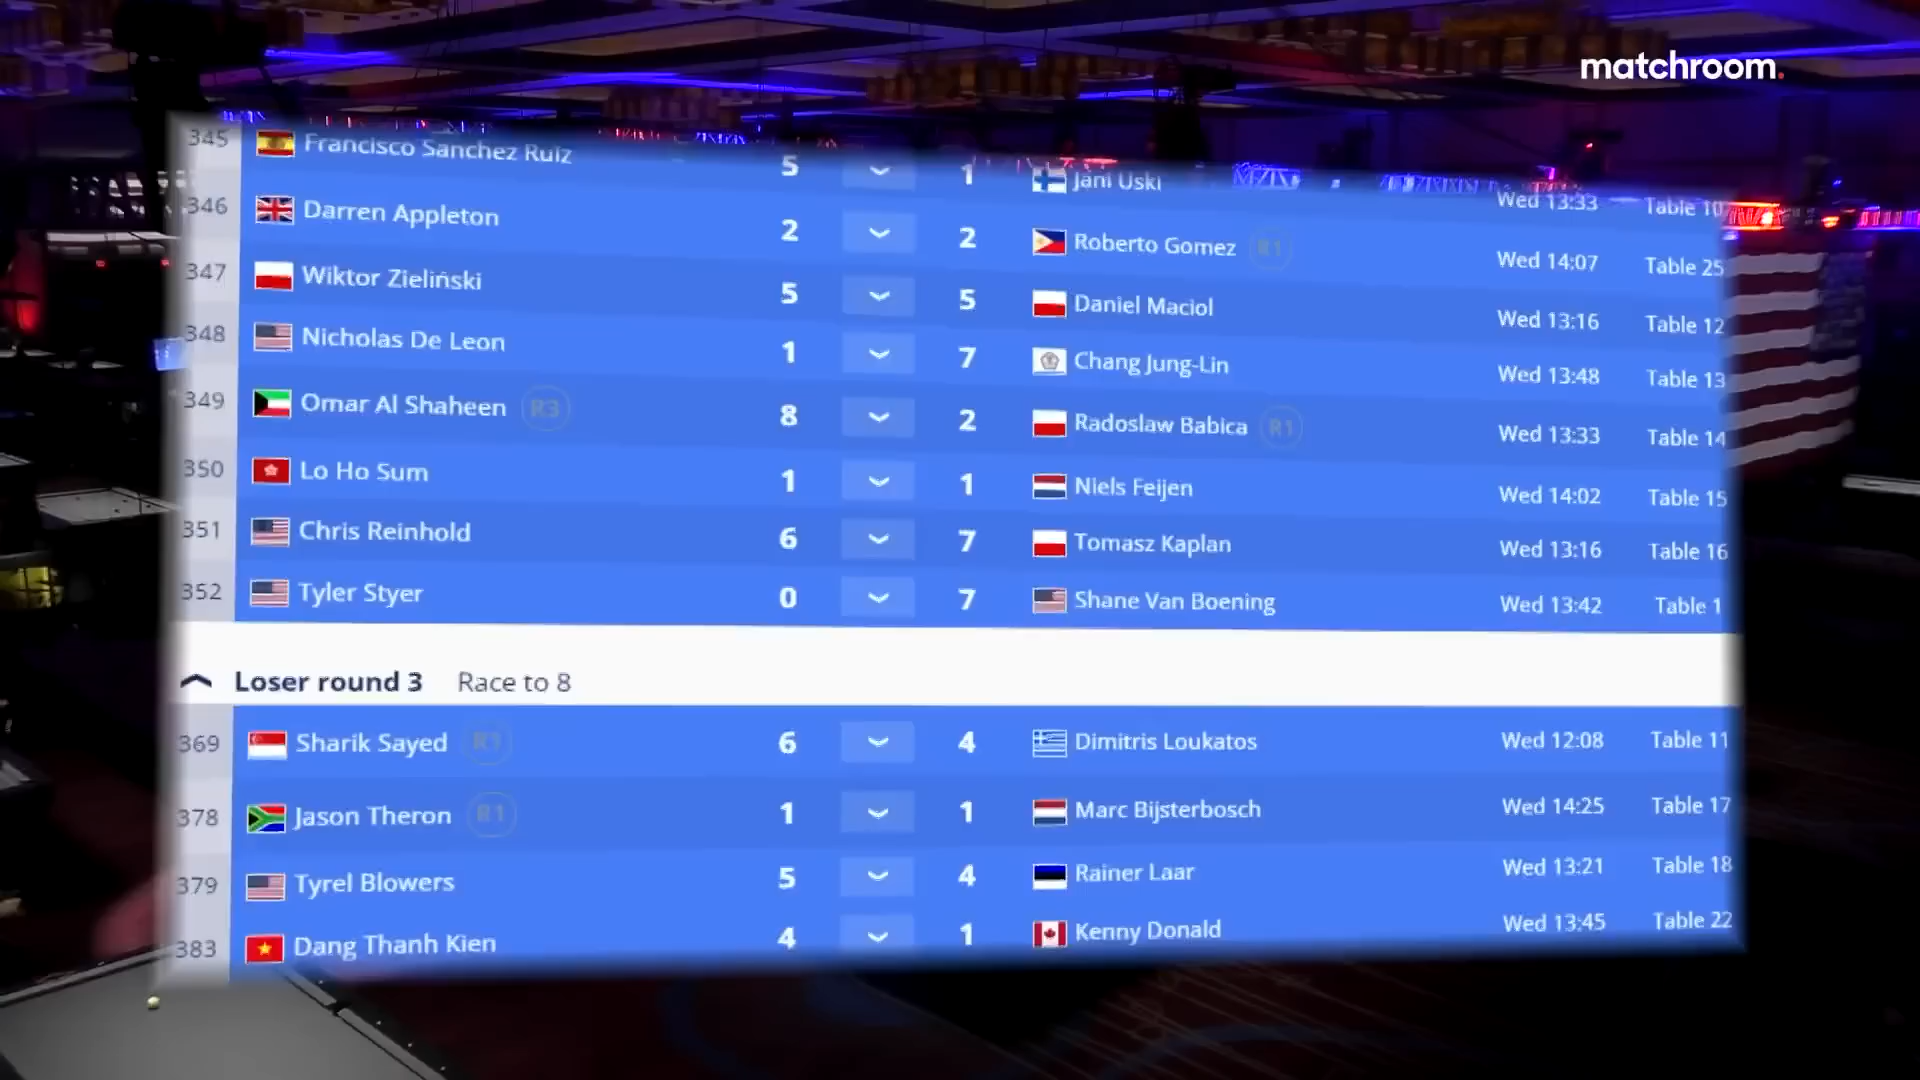 matchroom.
345 Francisco Sanchez Ruiz 5 1 Jani Uski Wed 13:33 Table 10
346 Darren Appleton 2 2 Roberto Gomez R1 Wed 14:07 Table 25
347 Wiktor Zieliński 5 5 Daniel Maciol Wed 13:16 Table 12
348 Nicholas De Leon 1 7 Chang Jung-Lin Wed 13:48 Table 13
349 Omar Al Shaheen R3 8 2 Radoslaw Babica R1 Wed 13:33 Table 14
350 Lo Ho Sum 1 1 Niels Feijen Wed 14:02 Table 15
351 Chris Reinhold 6 7 Tomasz Kaplan Wed 13:16 Table 16
352 Tyler Styer 0 7 Shane Van Boening Wed 13:42 Table 1
Loser round 3 Race to 8
369 Sharik Sayed 6 4 Dimitris Loukatos Wed 12:08 Table 11
378 Jason Theron R1 1 1 Marc Bijsterbosch Wed 14:25 Table 17
379 Tyrel Blowers 5 4 Rainer Laar Wed 13:21 Table 18
383 Dang Thanh Kien 4 1 Kenny Donald Wed 13:45 Table 22